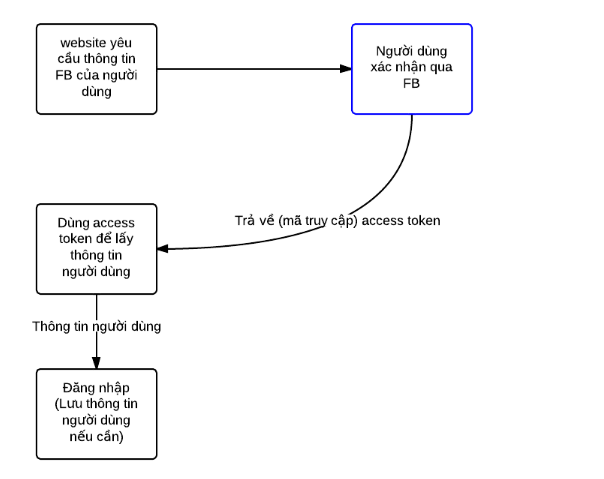 website yêu
cầu thông tin
FB của người
dùng
Người dùng
xác nhận qua
FB
Trả về (mã truy cập) access token
Dùng access
token để lấy
thông tin
người dùng
Thông tin người dùng
Đăng nhập
(Lưu thông tin
người dùng
nếu cần)